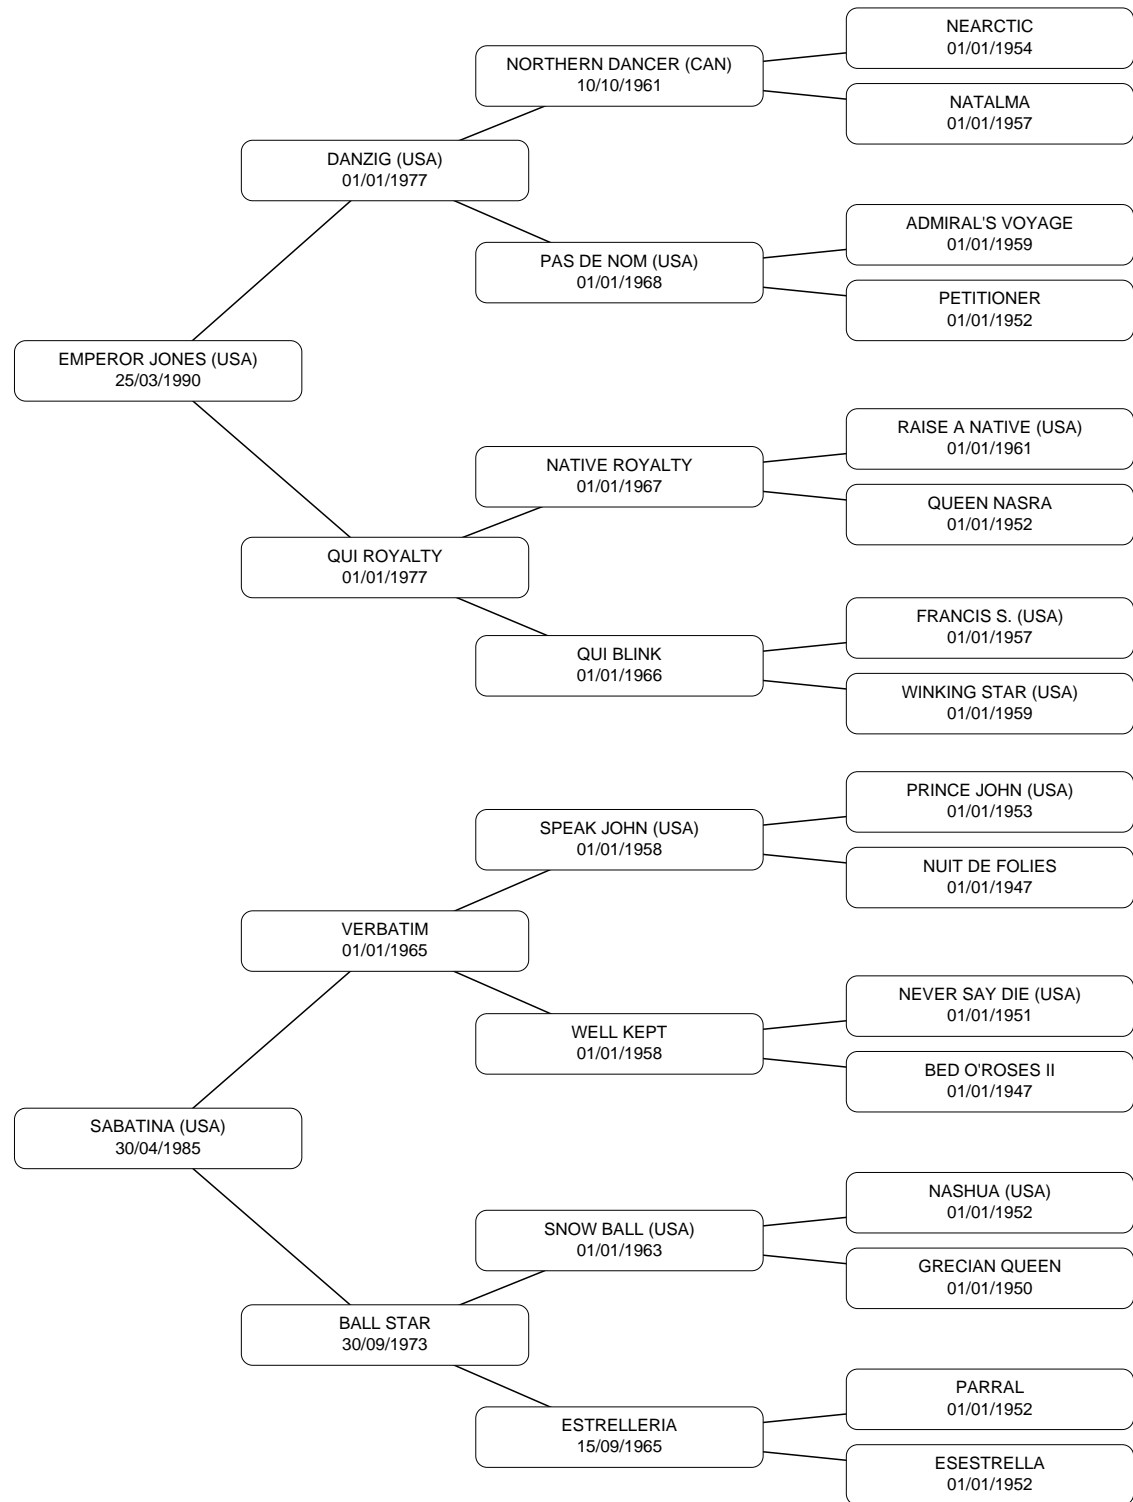 NEARCTIC
01/01/1954
NORTHERN DANCER (CAN)
10/10/1961
NATALMA
01/01/1957
DANZIG (USA)
01/01/1977
ADMIRAL'S VOYAGE
01/01/1959
PAS DE NOM (USA)
01/01/1968
PETITIONER
01/01/1952
EMPEROR JONES (USA)
25/03/1990
RAISE A NATIVE (USA)
01/01/1961
NATIVE ROYALTY
01/01/1967
QUEEN NASRA
01/01/1952
QUI ROYALTY
01/01/1977
FRANCIS S. (USA)
01/01/1957
QUI BLINK
01/01/1966
WINKING STAR (USA)
01/01/1959
PRINCE JOHN (USA)
01/01/1953
SPEAK JOHN (USA)
01/01/1958
NUIT DE FOLIES
01/01/1947
VERBATIM
01/01/1965
NEVER SAY DIE (USA)
01/01/1951
WELL KEPT
01/01/1958
BED O'ROSES II
01/01/1947
SABATINA (USA)
30/04/1985
NASHUA (USA)
01/01/1952
SNOW BALL (USA)
01/01/1963
GRECIAN QUEEN
01/01/1950
BALL STAR
30/09/1973
PARRAL
01/01/1952
ESTRELLERIA
15/09/1965
ESESTRELLA
01/01/1952